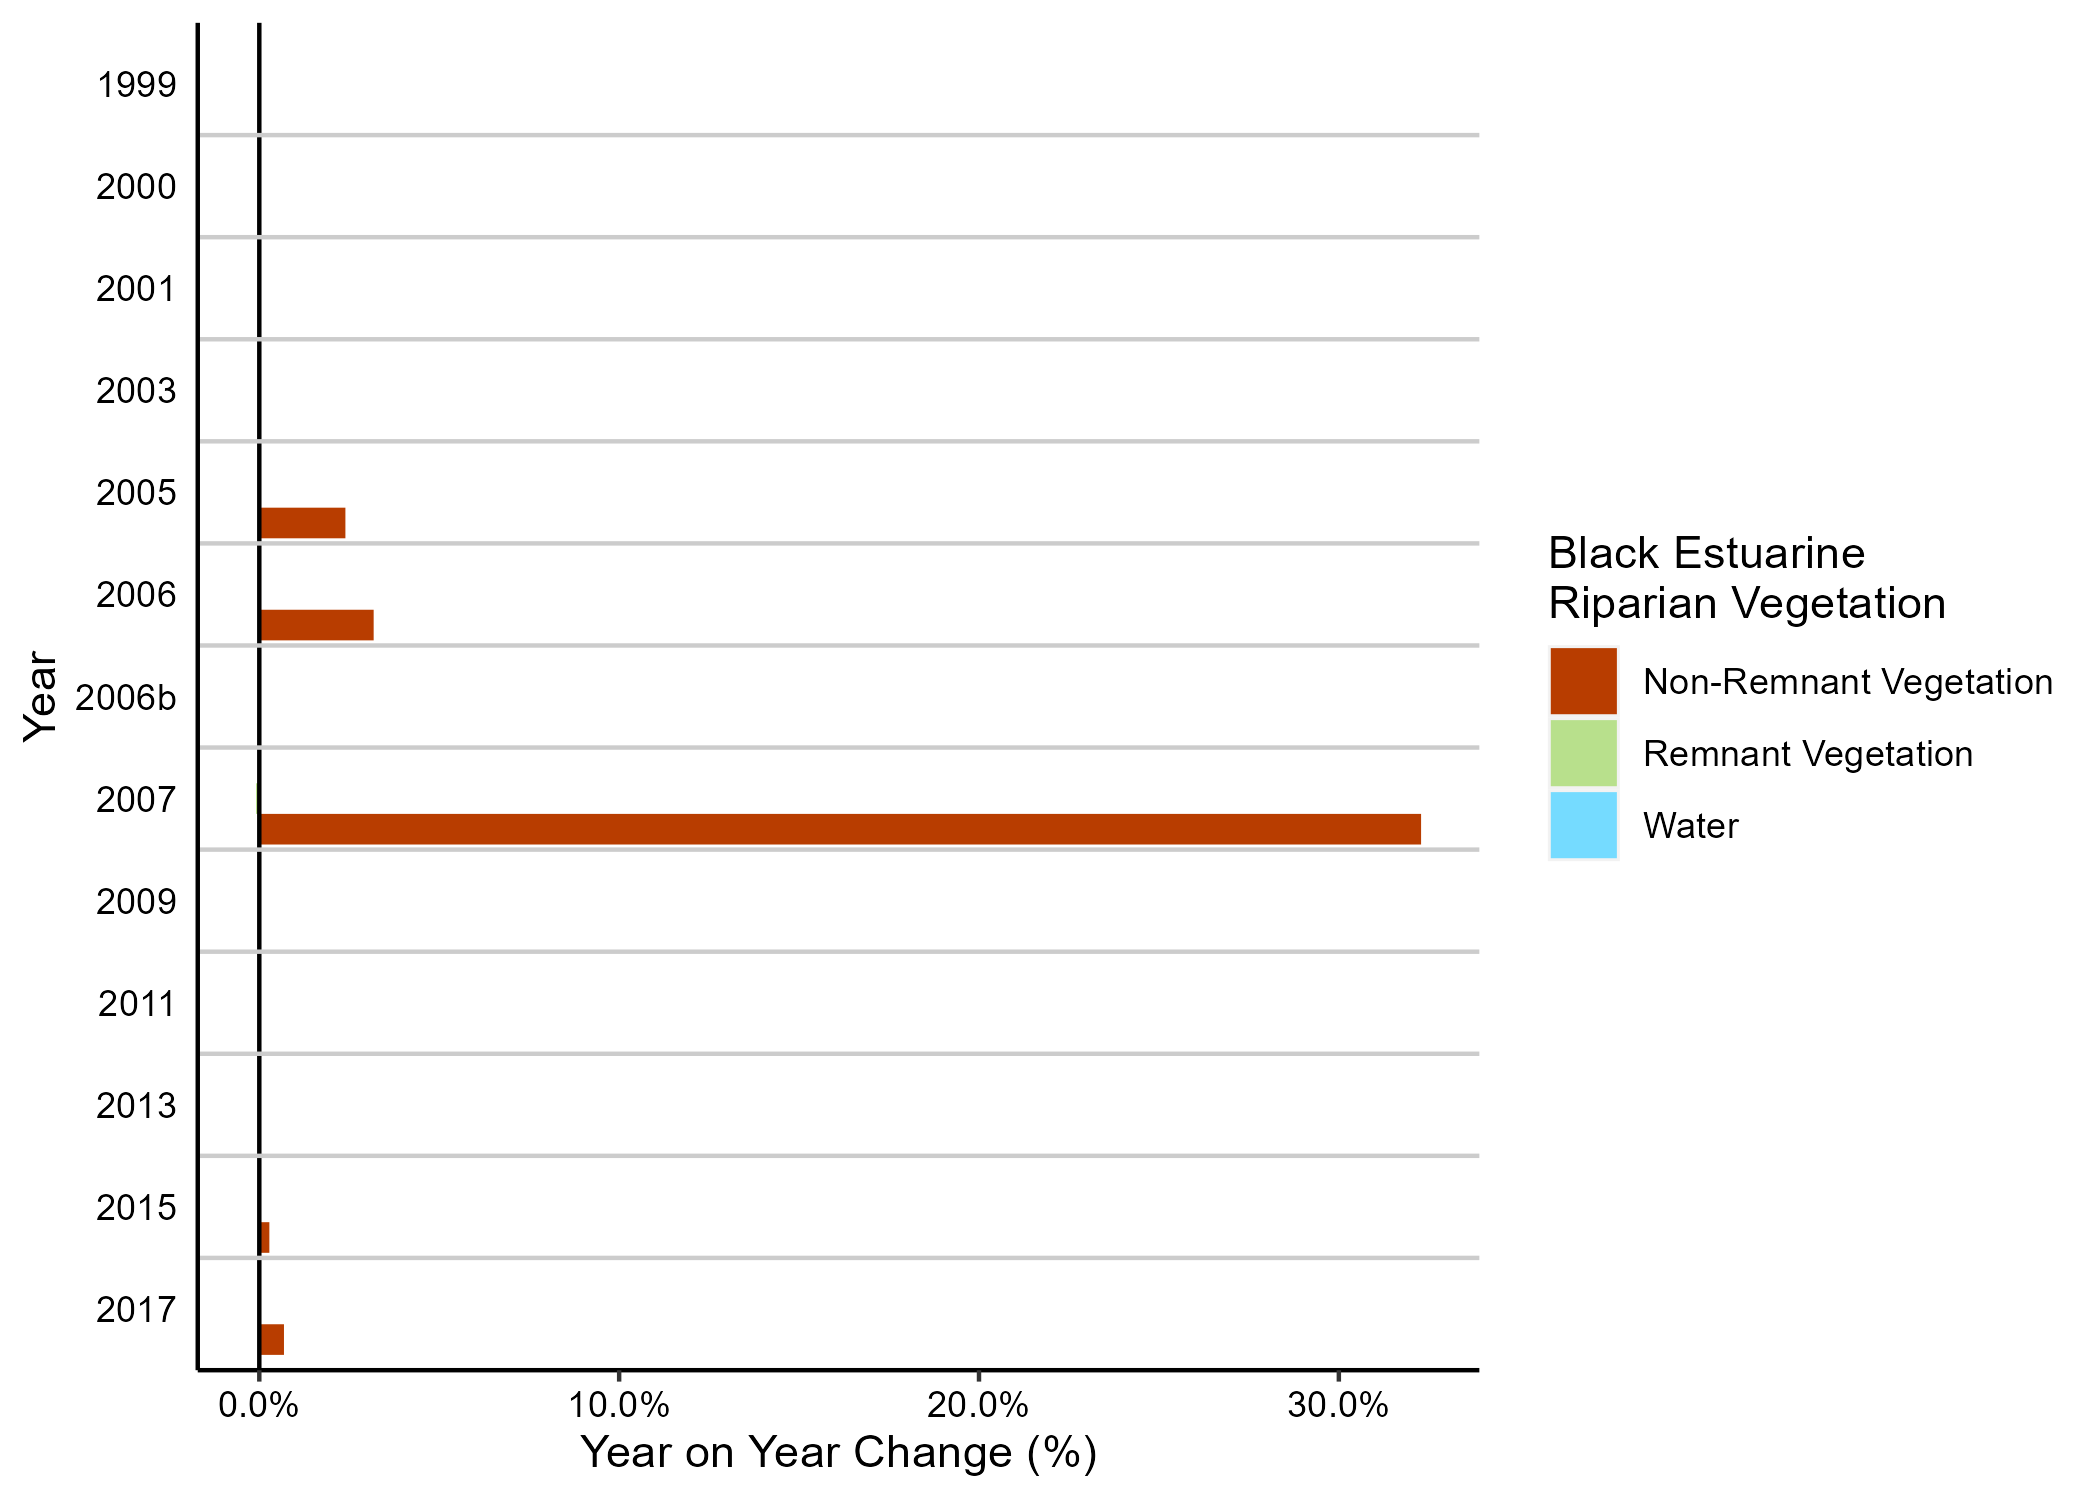 1999
2000
2001
2003
2005
2006
2006b
2007
2009
2011
2013
2015
2017
Year
0.0%
10.0%
20.0%
30.0%
Year on Year Change (%)
Black Estuarine
Riparian Vegetation
Non-Remnant Vegetation
Remnant Vegetation
Water